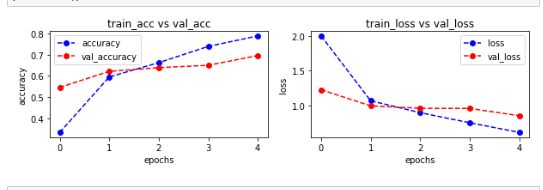 train_acc vs val_acc
0.8
0.7
0.6
0.5
0.4
accuracy
accuracy
val_accuracy
0 1 2 3 4
epochs
train_loss vs val_loss
2.0
1.5
1.0
loss
loss
val_loss
0 1 2 3 4
epochs